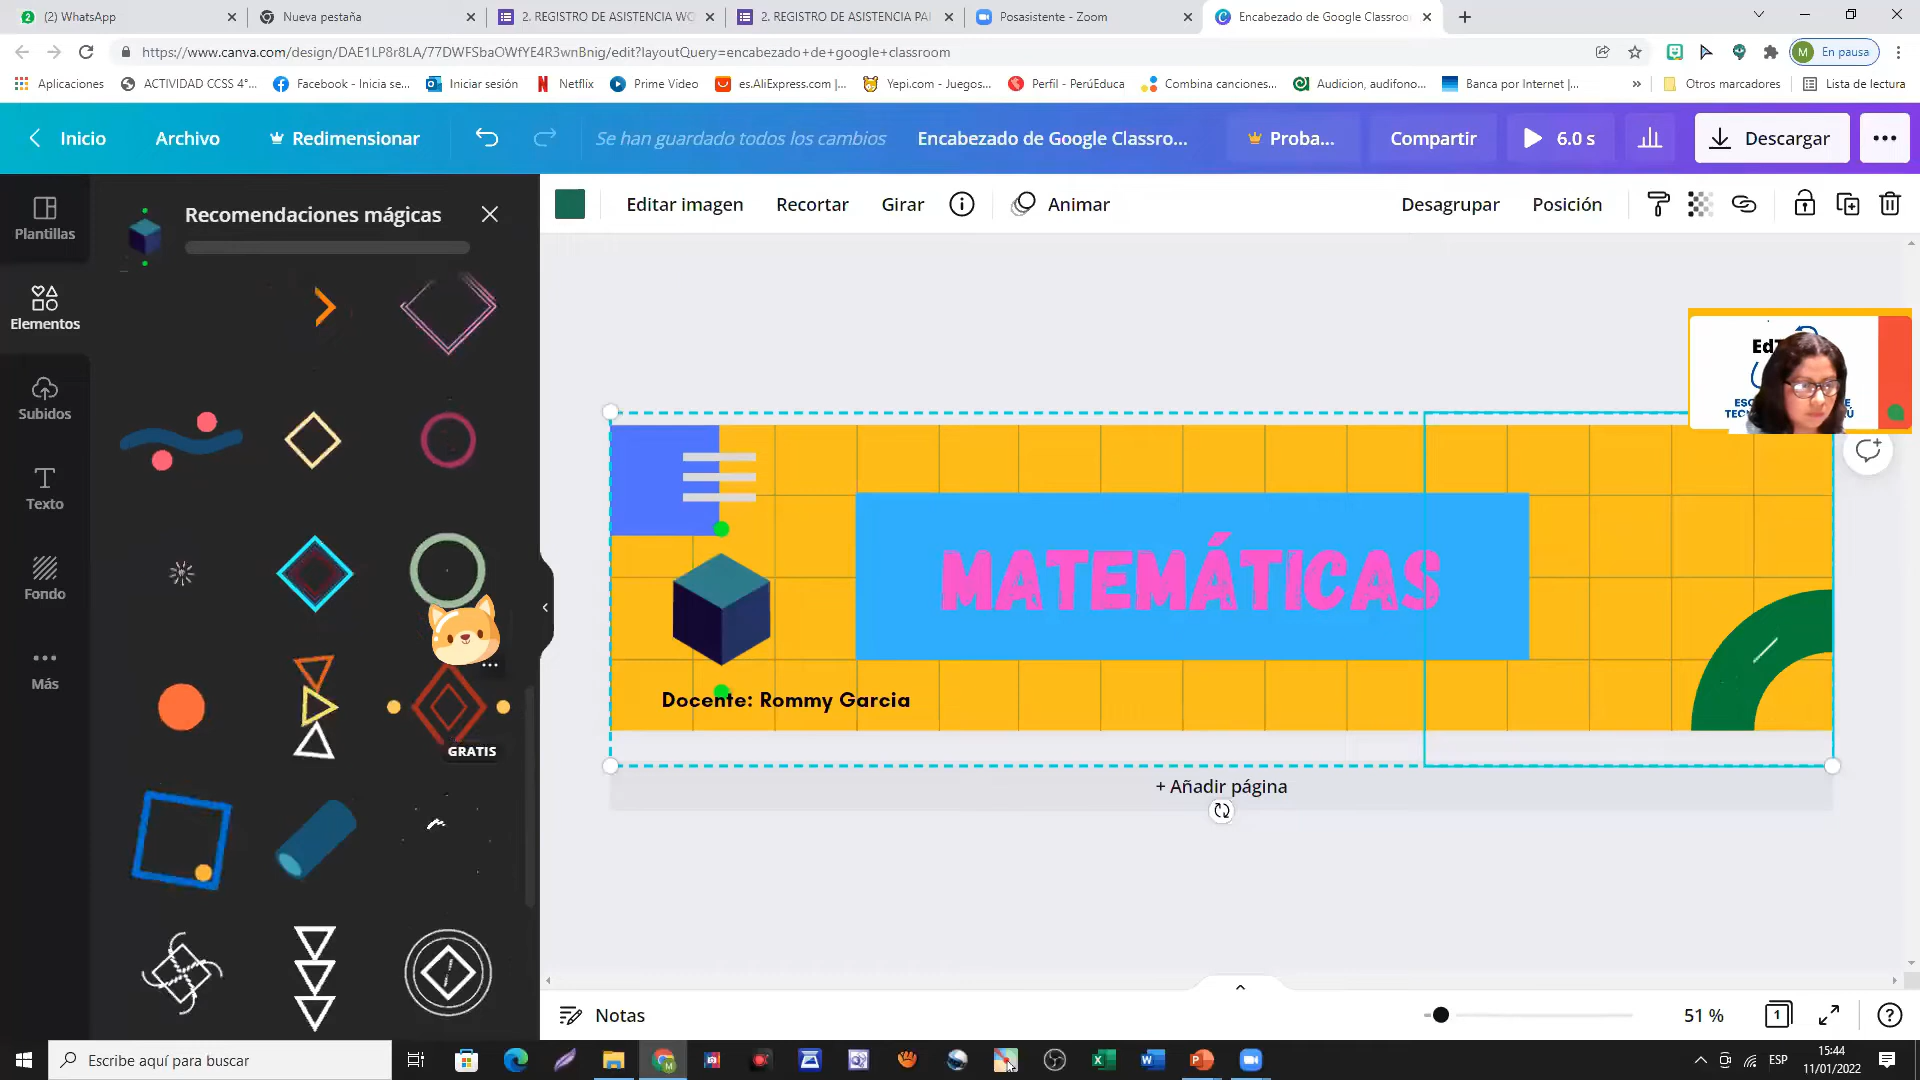 (2) WhatsApp
Nueva pestaña
2. REGISTRO DE ASISTENCIA WG
2. REGISTRO DE ASISTENCIA PAI
Posasistente - Zoom
Encabezado de Google Classroo
https://www.canva.com/design/DAE1LP8r8LA/77DWFSbaOWfYE4R3wnBnig/edit?layoutQuery=encabezado+de+google+classroom
M En pausa
Aplicaciones
ACTIVIDAD CCSS 4°...
Facebook - Inicia se...
Iniciar sesión
Netflix
Prime Video
es.AliExpress.com |...
Yepi.com - Juegos...
Perfil - PerúEduca
Combina canciones...
Audicion, audifono...
Banca por Internet |...
Otros marcadores
Lista de lectura
Inicio
Archivo
Redimensionar
Se han guardado todos los cambios
Encabezado de Google Classro...
Proba...
Compartir
6.0 s
Descargar
Plantillas
Elementos
Subidos
Texto
Fondo
Más
Recomendaciones mágicas
GRATIS
Editar imagen
Recortar
Girar
Animar
Desagrupar
Posición
MATEMÁTICAS
Docente: Rommy Garcia
+ Añadir página
Notas
51 %
1
Escribe aquí para buscar
ESP
15:44
11/01/2022